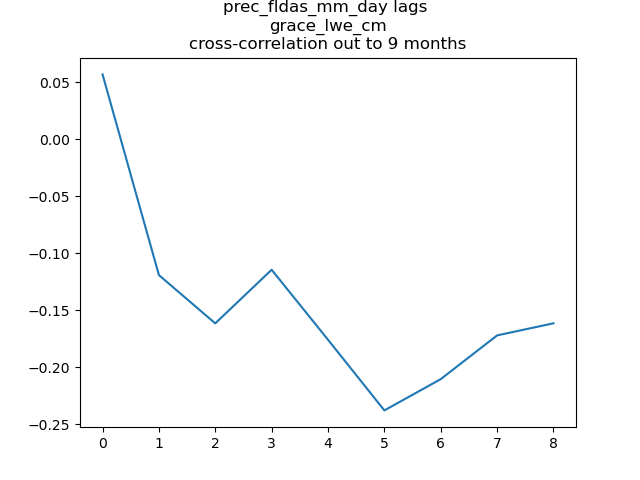 prec_fldas_mm_day lags
grace_lwe_cm
cross-correlation out to 9 months
0.05
0.00
−0.05
−0.10
−0.15
−0.20
−0.25
0 1 2 3 4 5 6 7 8